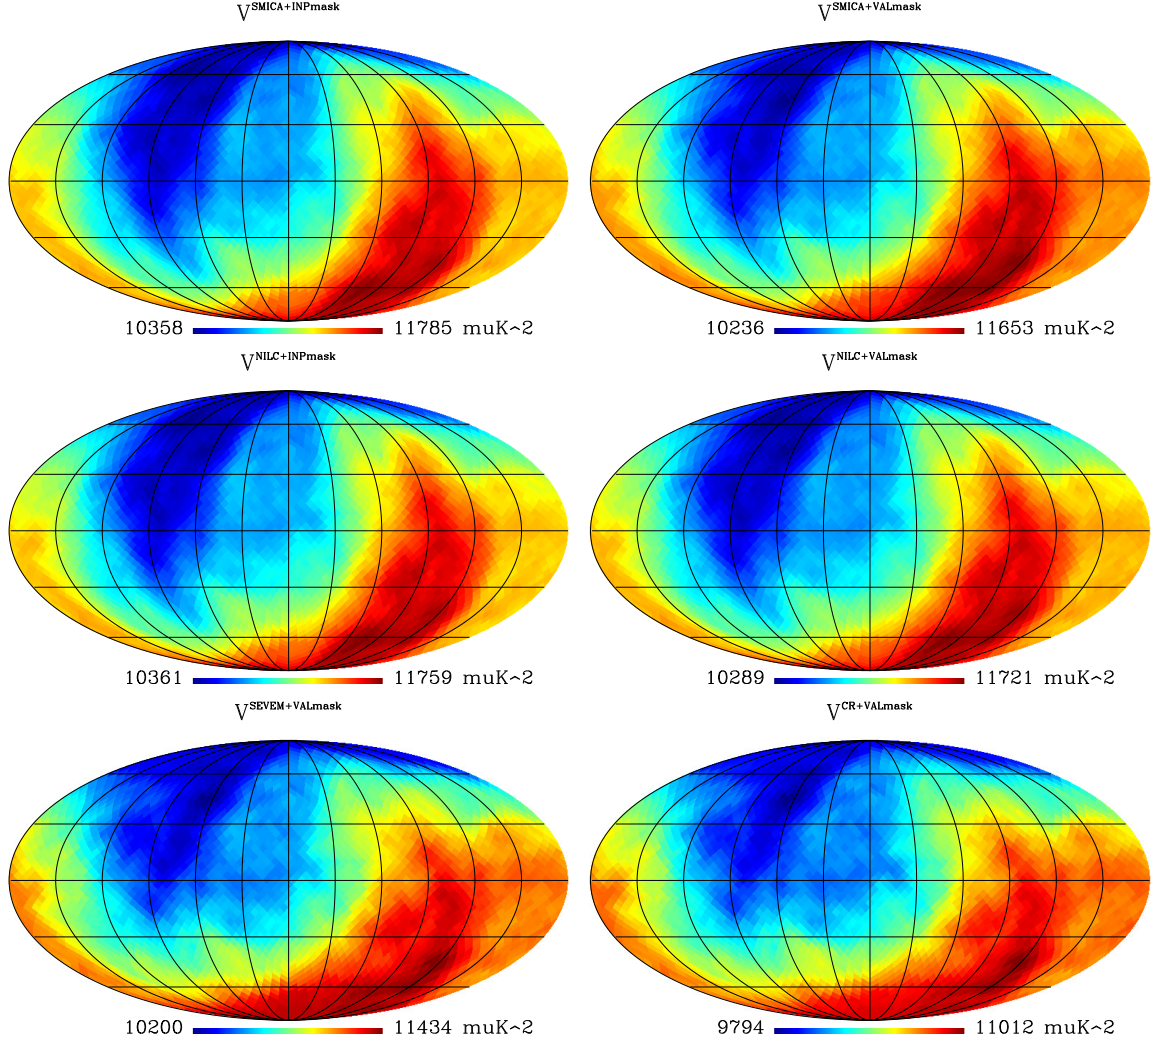 V^SMICA+INPmask
V^SMICA+VALmask
10358 11785 muK^2
10236 11653 muK^2
V^NILC+INPmask
V^NILC+VALmask
10361 11759 muK^2
10289 11721 muK^2
V^SEVEM+VALmask
V^CR+VALmask
10200 11434 muK^2
9794 11012 muK^2